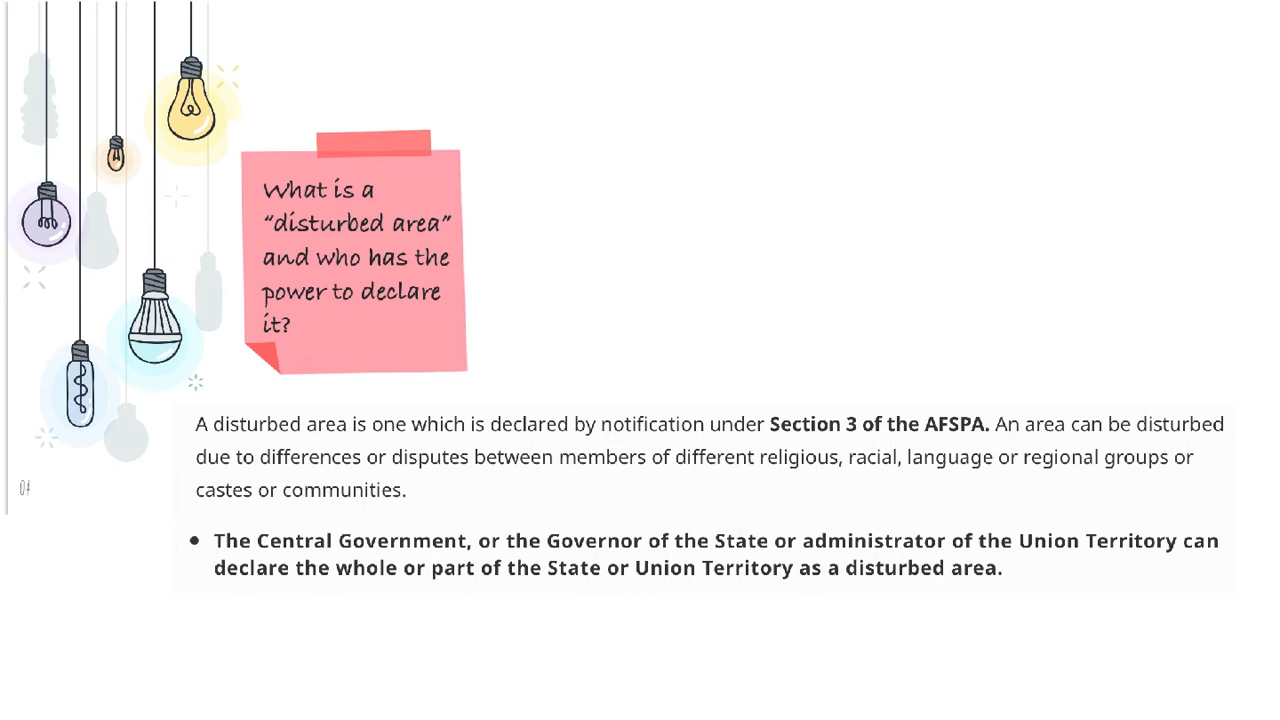 What is a
“disturbed area”
and who has the
power to declare
it?
A disturbed area is one which is declared by notification under Section 3 of the AFSPA. An area can be disturbed
due to differences or disputes between members of different religious, racial, language or regional groups or
castes or communities.
• The Central Government, or the Governor of the State or administrator of the Union Territory can
declare the whole or part of the State or Union Territory as a disturbed area.